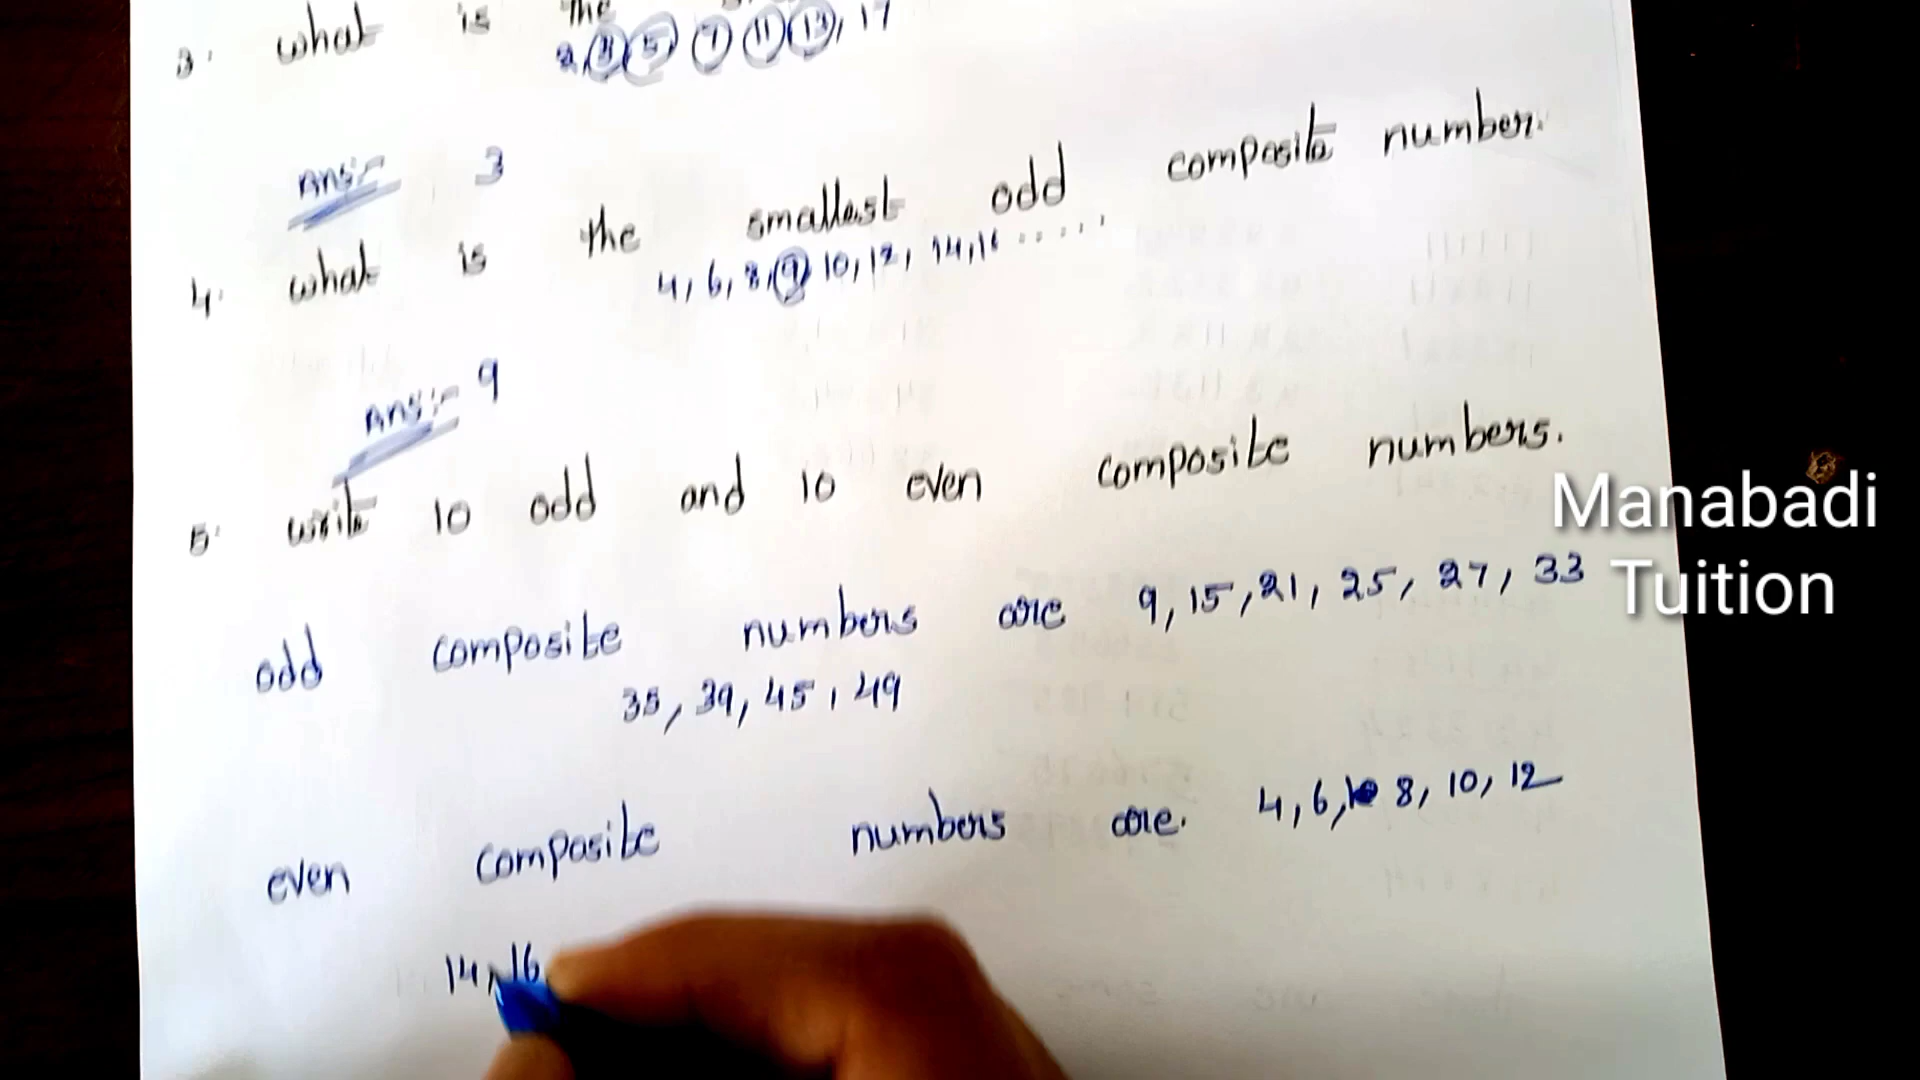 3. what is the
2, 3 5 7 11 13, 17
Ans:- 3
4. what is the smallest odd composite number.
4, 6, 8, 9, 10, 12, 14, 16 ......
Ans:- 9
5. write 10 odd and 10 even composite numbers.
odd composite numbers are 9, 15, 21, 25, 27, 33
35, 39, 45, 49
even composite numbers are. 4, 6, 8, 10, 12
14, 16
Manabadi
Tuition